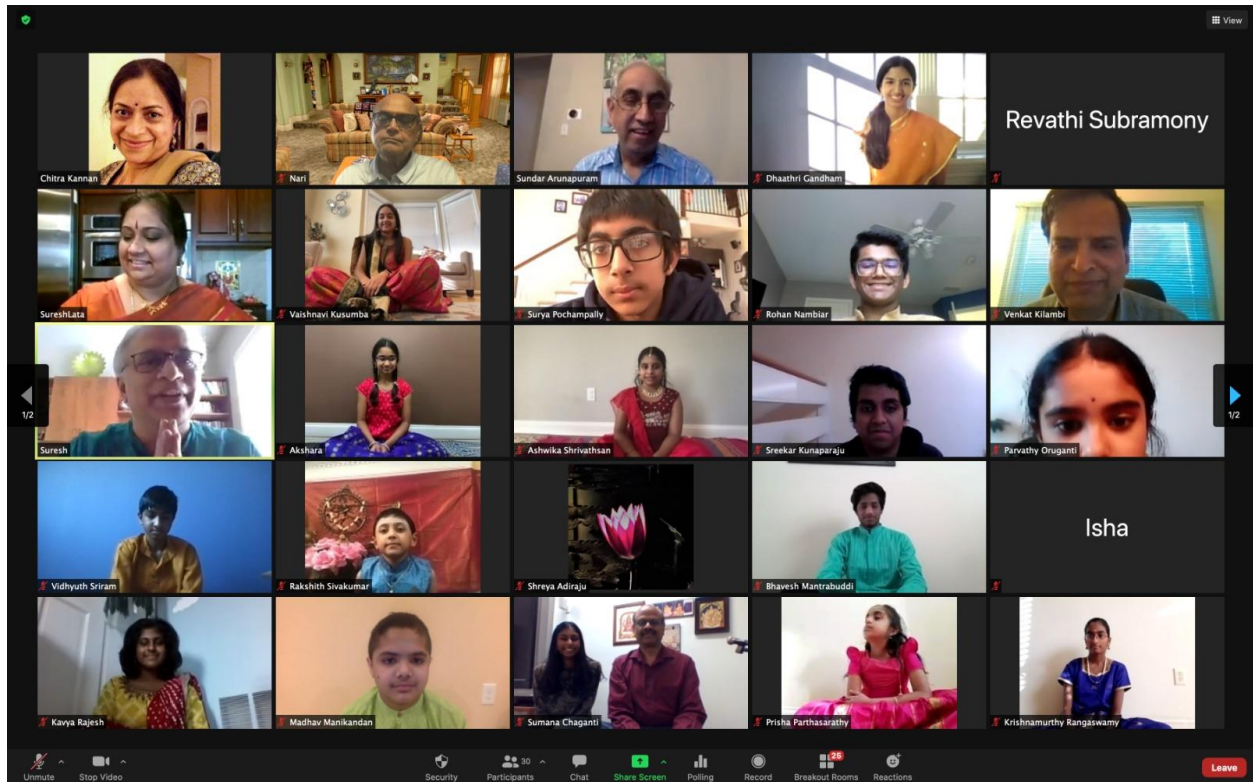 View
Chitra Kannan
Nari
Sundar Arunapuram
Dhaathri Gandham
Revathi Subramony
SureshLata
Vaishnavi Kusumba
Surya Pochampally
Rohan Nambiar
Venkat Kilambi
1/2
Suresh
Akshara
Ashwika Shrivathsan
Sreekar Kunaparaju
Parvathy Oruganti
1/2
Vidhyuth Sriram
Rakshith Sivakumar
Shreya Adiraju
Bhavesh Mantrabuddi
Isha
Kavya Rajesh
Madhav Manikandan
Sumana Chaganti
Prisha Parthasarathy
Krishnamurthy Rangaswamy
Unmute
Stop Video
Security
Participants 30
Chat
Share Screen
Polling
Record
Breakout Rooms 25
Reactions
Leave